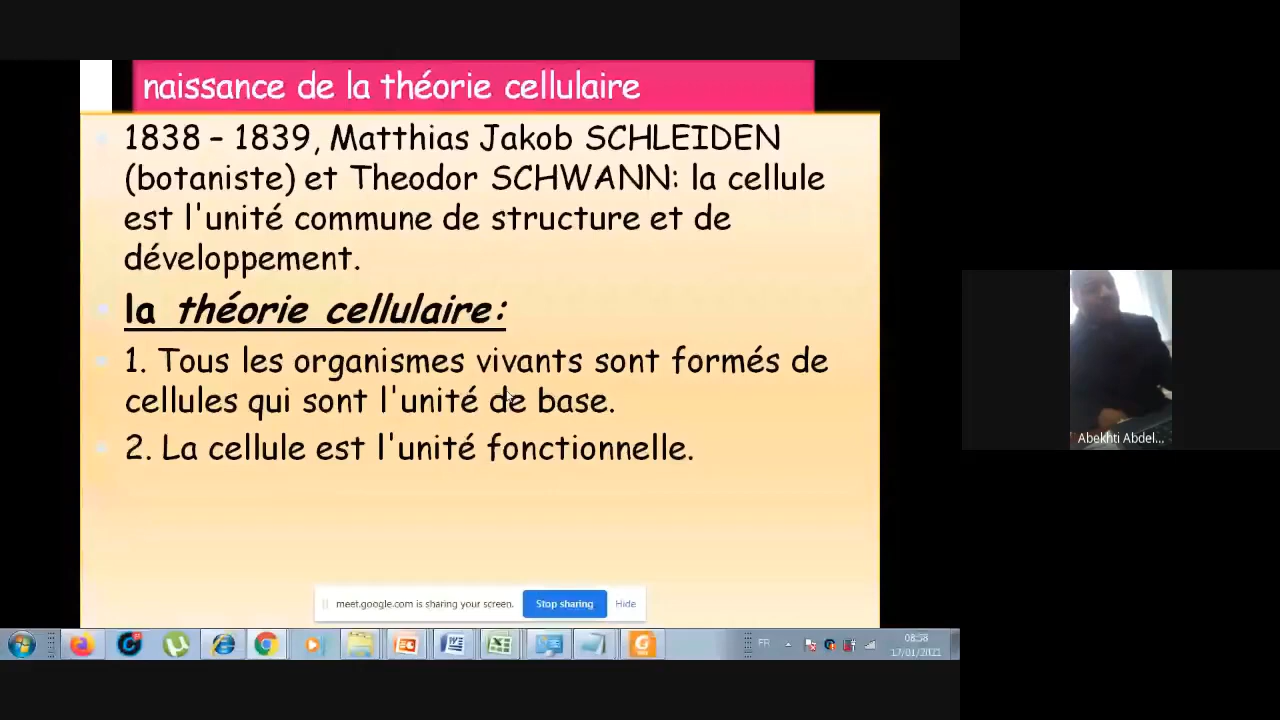 naissance de la théorie cellulaire
1838 – 1839, Matthias Jakob SCHLEIDEN
(botaniste) et Theodor SCHWANN: la cellule
est l'unité commune de structure et de
développement.
la théorie cellulaire:
1. Tous les organismes vivants sont formés de
cellules qui sont l'unité de base.
2. La cellule est l'unité fonctionnelle.
Abekhti Abdel...
meet.google.com is sharing your screen.
Stop sharing
Hide
FR
08:38